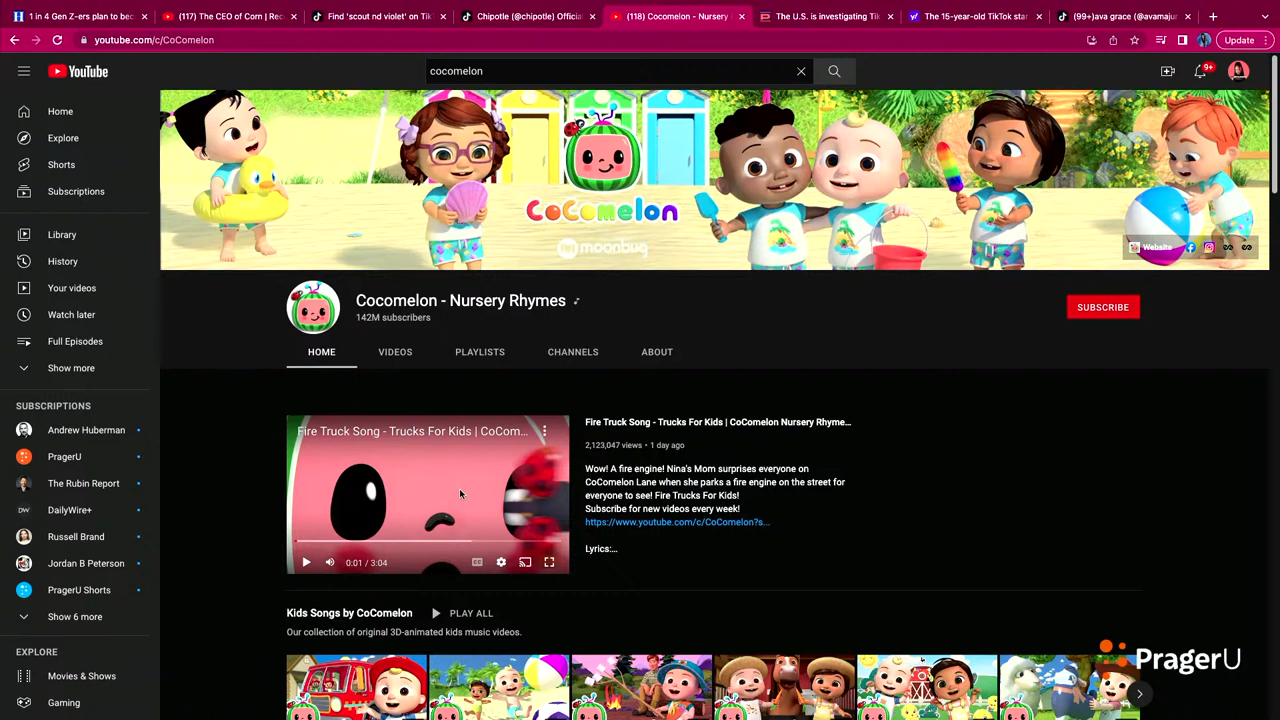 1 in 4 Gen Z-ers plan to bec
(117) The CEO of Corn | Rec
Find 'scout nd violet' on Tik
Chipotle (@chipotle) Official
(118) Cocomelon - Nursery
The U.S. is investigating Tik
The 15-year-old TikTok star
(99+)ava grace (@avamajur
youtube.com/c/CoComelon
Update
YouTube
cocomelon
9+
Home
Explore
Shorts
Subscriptions
Library
History
Your videos
Watch later
Full Episodes
Show more
SUBSCRIPTIONS
Andrew Huberman
PragerU
The Rubin Report
DailyWire+
Russell Brand
Jordan B Peterson
PragerU Shorts
Show 6 more
EXPLORE
Movies & Shows
Gaming
CoComelon
moonbug
Website
Cocomelon - Nursery Rhymes
142M subscribers
SUBSCRIBE
HOME
VIDEOS
PLAYLISTS
CHANNELS
ABOUT
Fire Truck Song - Trucks For Kids | CoCom...
0:01 / 3:04
Fire Truck Song - Trucks For Kids | CoComelon Nursery Rhyme...
2,123,047 views • 1 day ago
Wow! A fire engine! Nina's Mom surprises everyone on
CoComelon Lane when she parks a fire engine on the street for
everyone to see! Fire Trucks For Kids!
Subscribe for new videos every week!
https://www.youtube.com/c/CoComelon?s...
Lyrics:...
Kids Songs by CoComelon
PLAY ALL
Our collection of original 3D-animated kids music videos.
PragerU